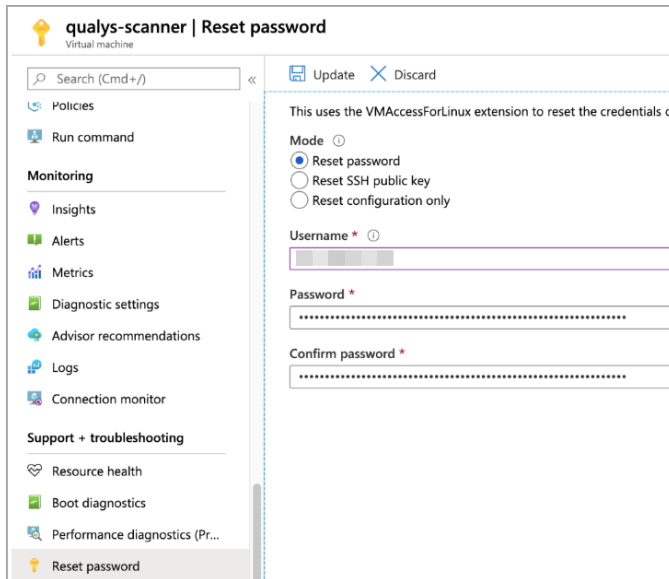 qualys-scanner | Reset password
Virtual machine
Search (Cmd+/)
«
Policies
Run command
Monitoring
Insights
Alerts
Metrics
Diagnostic settings
Advisor recommendations
Logs
Connection monitor
Support + troubleshooting
Resource health
Boot diagnostics
Performance diagnostics (Pr...
Reset password
Update
Discard
This uses the VMAccessForLinux extension to reset the credentials
Mode
Reset password
Reset SSH public key
Reset configuration only
Username *
Password *
Confirm password *